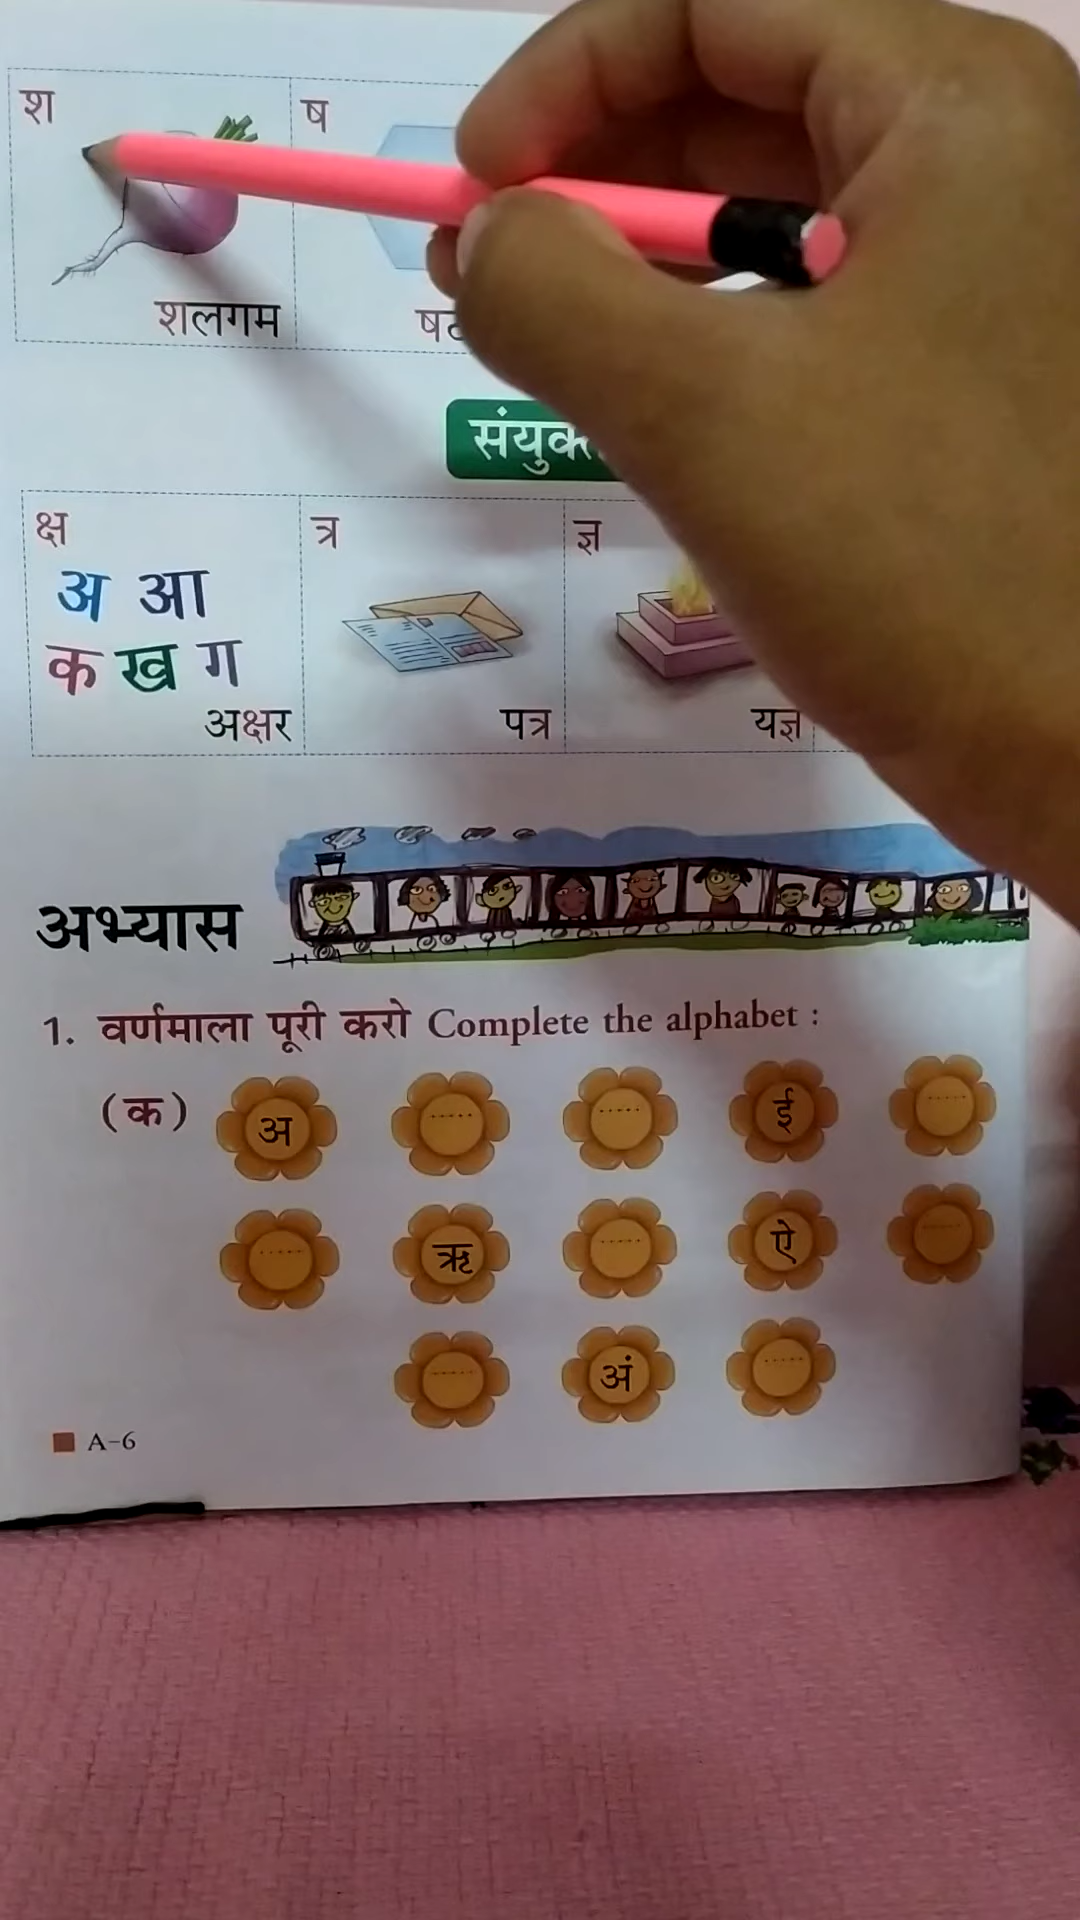 श ष
शलगम
क्ष त्र ज्ञ
अ आ
क ख ग
अक्षर पत्र यज्ञ
अभ्यास
1. वर्णमाला पूरी करो Complete the alphabet :
(क) अ ..... ..... ई .....
..... ऋ ..... ऐ .....
..... अं .....
A-6